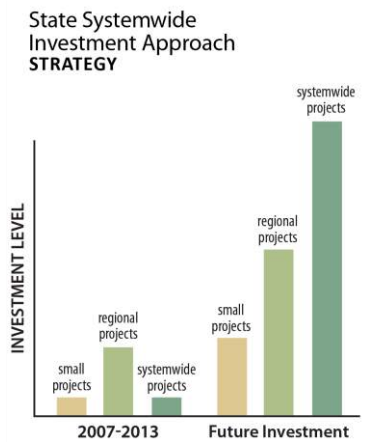 State Systwemwide
Investment Approach
STRATEGY
systemwide
projects
regional
projects
small
projects
regional
projects
small
projects
systemwide
projects
INVESTMENT LEVEL
2007-2013
Future Investment